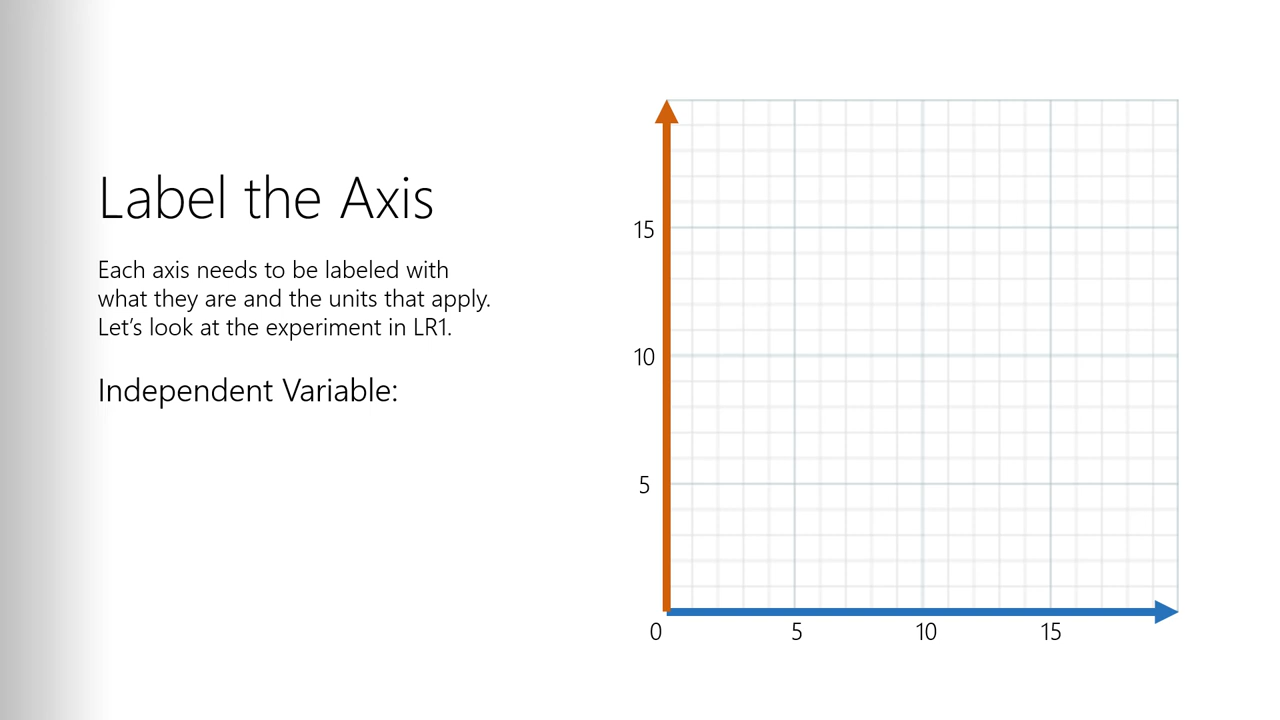 Label the Axis
Each axis needs to be labeled with
what they are and the units that apply.
Let’s look at the experiment in LR1.
Independent Variable:
15
10
5
0
5
10
15